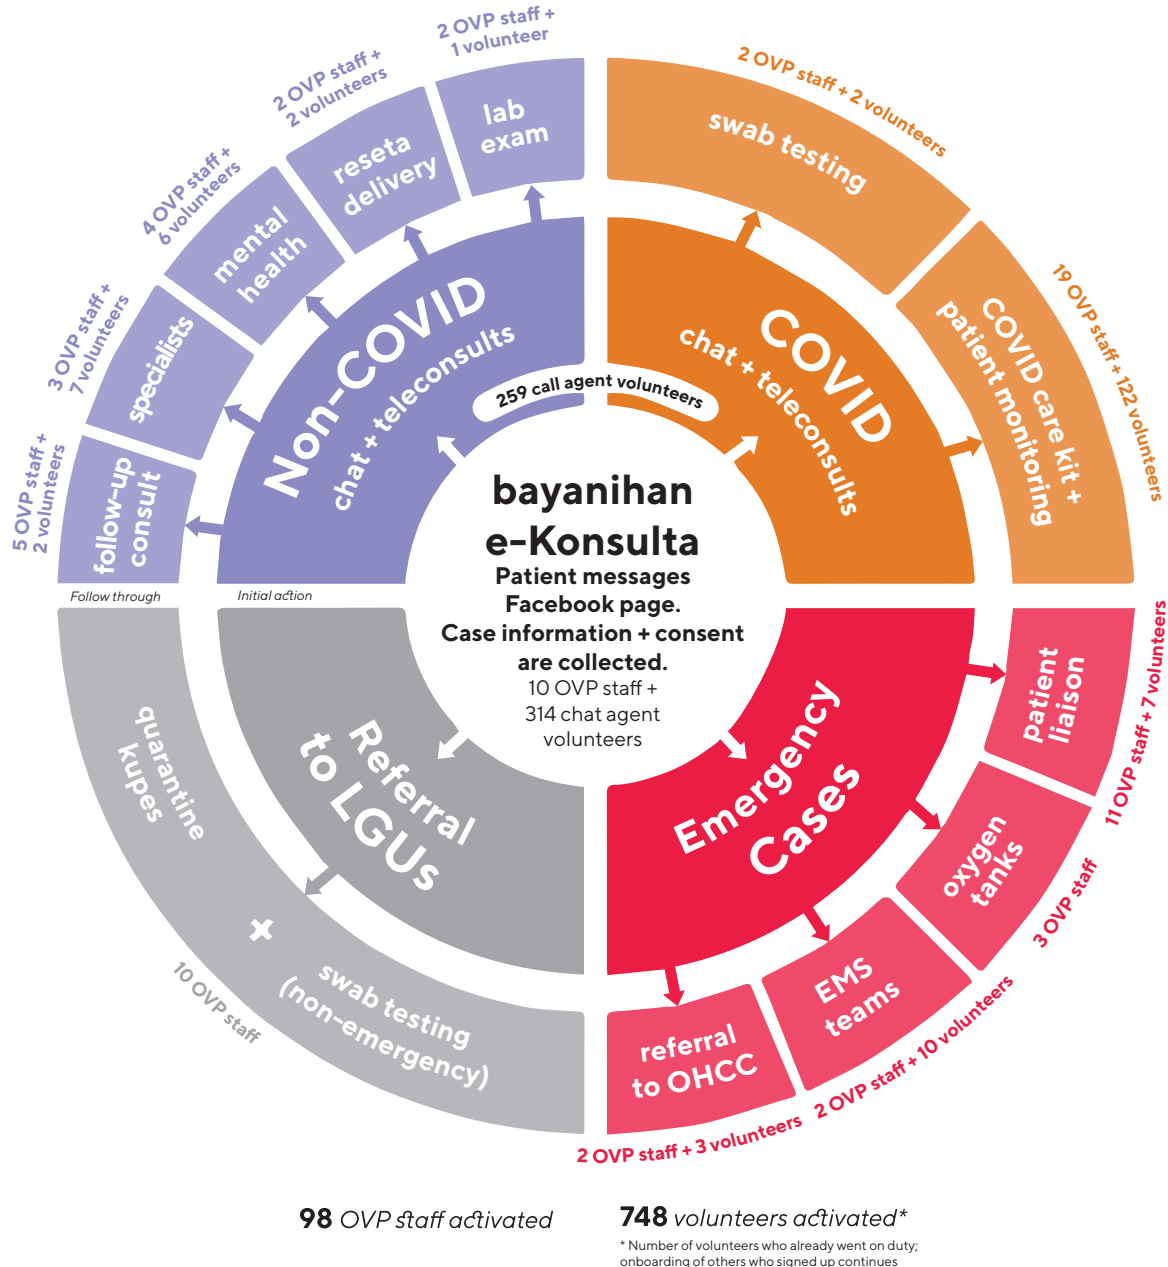 2 OVP staff +
1 volunteer
lab
exam
2 OVP staff +
2 volunteers
reseta
delivery
4 OVP staff +
6 volunteers
mental
health
3 OVP staff +
7 volunteers
specialists
5 OVP staff +
2 volunteers
follow-up
consult
Non-COVID
chat + teleconsults
2 OVP staff + 2 volunteers
swab testing
19 OVP staff + 122 volunteers
COVID care kit +
patient monitoring
COVID
chat + teleconsults
259 call agent volunteers
bayanihan
e-Konsulta
Patient messages
Facebook page.
Case information + consent
are collected.
10 OVP staff +
314 chat agent
volunteers
Follow through
Initial action
Referral
to LGUs
quarantine
kupes
+
swab testing
(non-emergency)
10 OVP staff
Emergency
Cases
patient
liaison
11 OVP staff + 7 volunteers
oxygen
tanks
3 OVP staff
EMS
teams
2 OVP staff + 10 volunteers
referral
to OHCC
2 OVP staff + 3 volunteers
98 OVP staff activated
748 volunteers activated*
* Number of volunteers who already went on duty;
onboarding of others who signed up continues